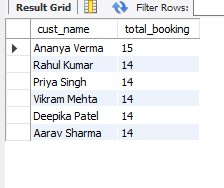 Result Grid Filter Rows:
cust_name total_booking
Ananya Verma 15
Rahul Kumar 14
Priya Singh 14
Vikram Mehta 14
Deepika Patel 14
Aarav Sharma 14